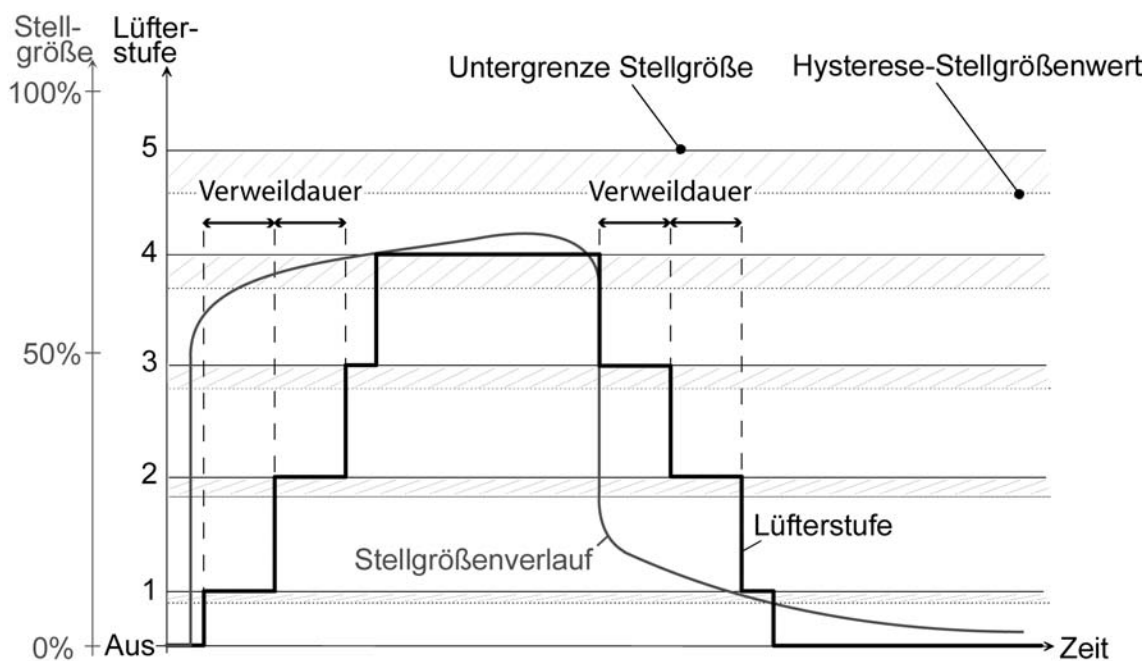 Stell-
größe
Lüfter-
stufe
Untergrenze Stellgröße
Hysterese-Stellgrößenwert
100%
5
Verweildauer
Verweildauer
4
50%
3
2
Lüfterstufe
Stellgrößenverlauf
1
0%
Aus
Zeit